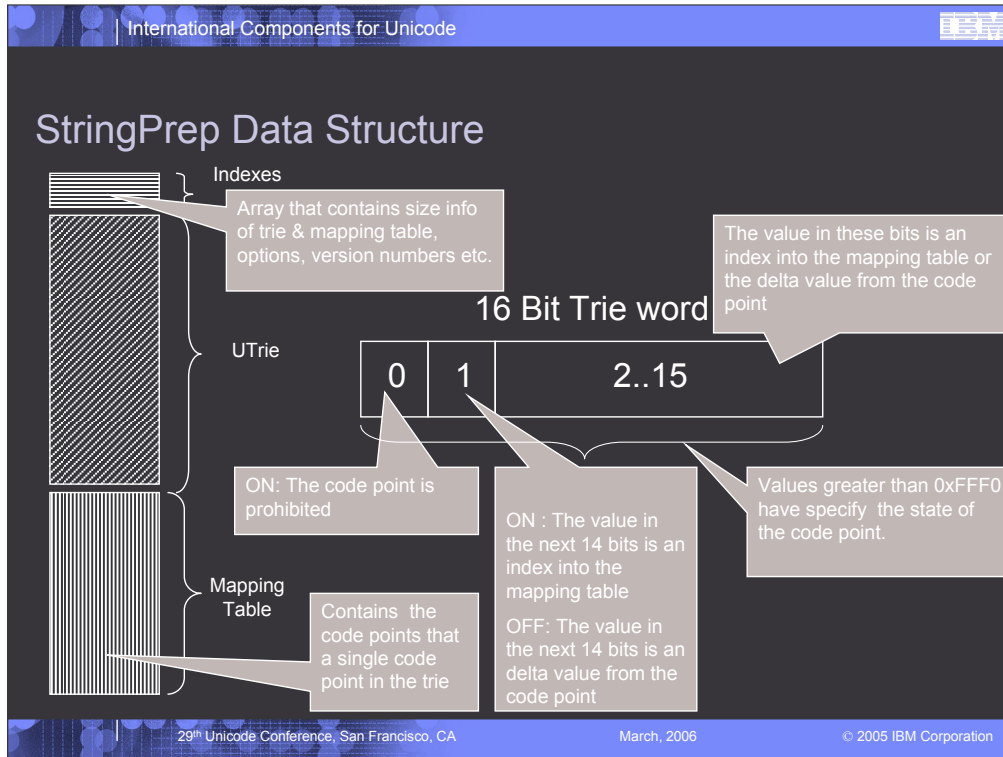 International Components for Unicode
IBM
StringPrep Data Structure
Indexes
Array that contains size info
of trie & mapping table,
options, version numbers etc.
The value in these bits is an
index into the mapping table or
the delta value from the code
point
16 Bit Trie word
UTrie
0 1 2..15
ON: The code point is
prohibited
ON : The value in
the next 14 bits is an
index into the
mapping table
OFF: The value in
the next 14 bits is an
delta value from the
code point
Values greater than 0xFFF0
have specify the state of
the code point.
Mapping
Table
Contains the
code points that
a single code
point in the trie
29th Unicode Conference, San Francisco, CA March, 2006 © 2005 IBM Corporation